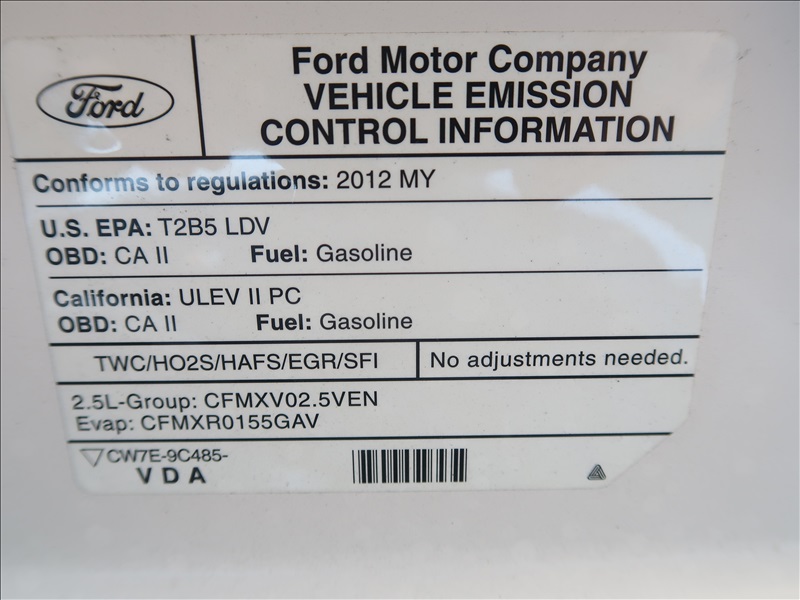 Ford
Ford Motor Company
VEHICLE EMISSION
CONTROL INFORMATION
Conforms to regulations: 2012 MY
U.S. EPA: T2B5 LDV
OBD: CA II Fuel: Gasoline
California: ULEV II PC
OBD: CA II Fuel: Gasoline
TWC/HO2S/HAFS/EGR/SFI No adjustments needed.
2.5L-Group: CFMXV02.5VEN
Evap: CFMXR0155GAV
CW7E-9C485-
VDA